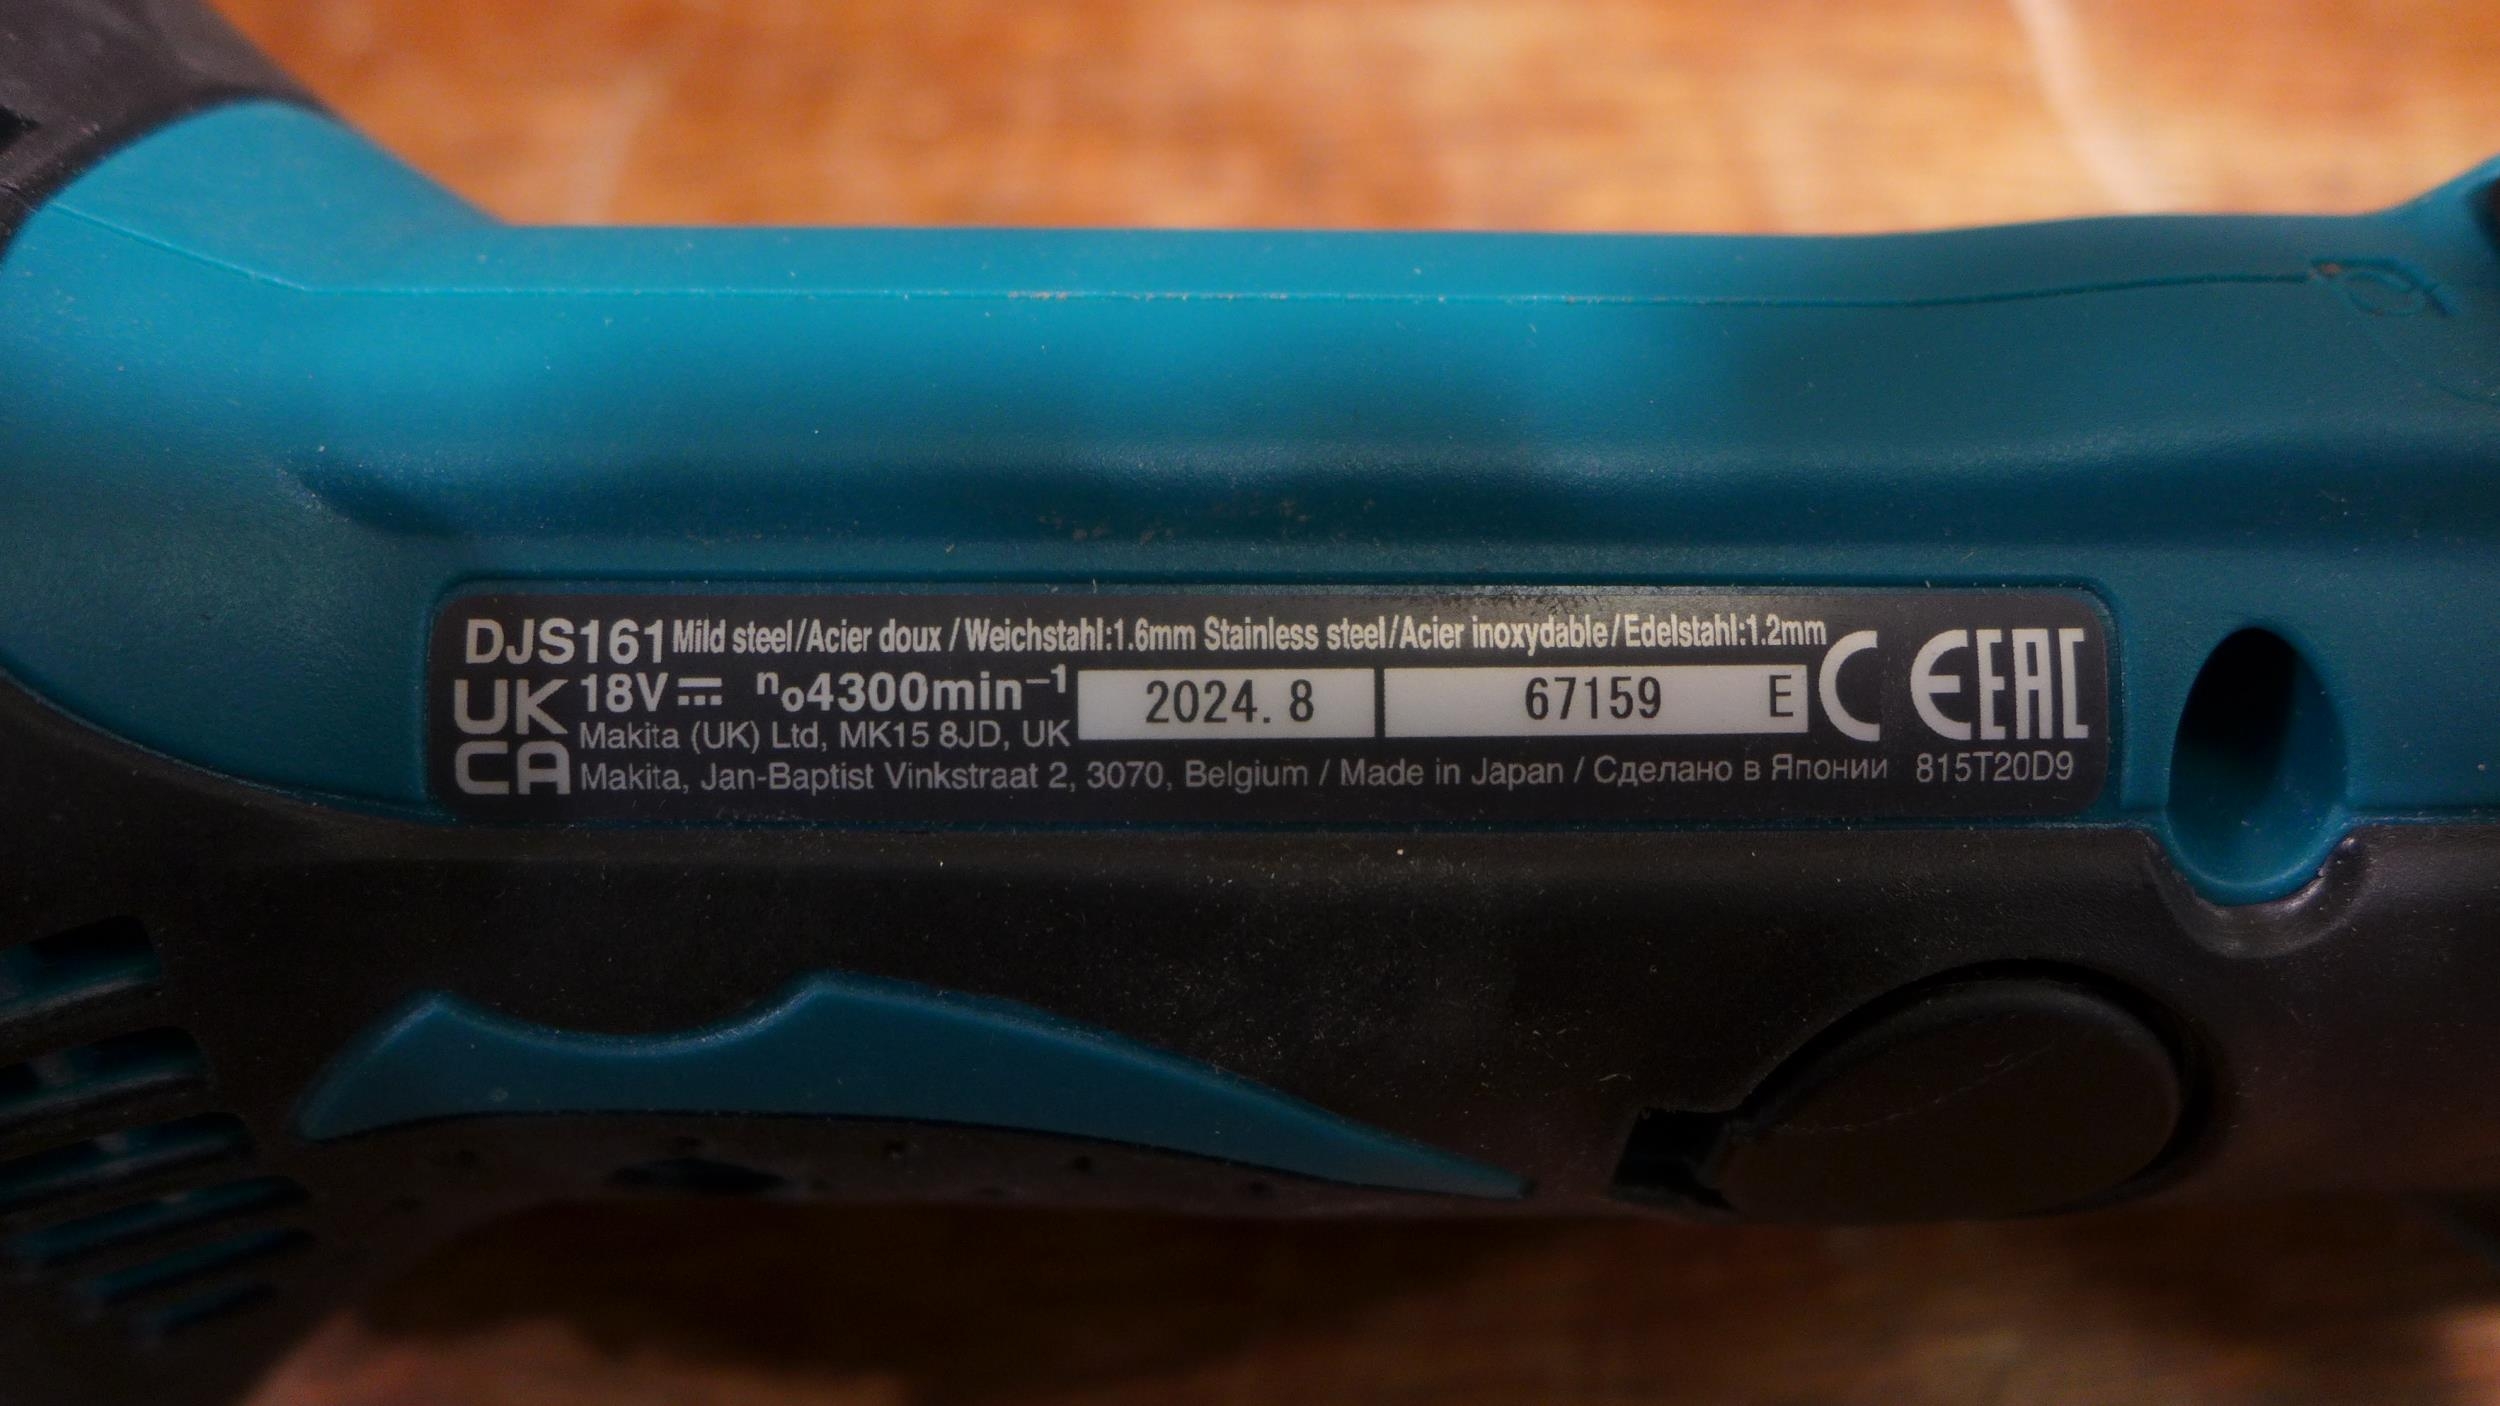 DJS161 Mild steel/Acier doux/Weichstahl:1.6mm Stainless steel/Acier inoxydable/Edelstahl:1.2mm
UK CA 18V n₀4300min⁻¹ 2024. 8 67159 E CE EAC
Makita (UK) Ltd, MK15 8JD, UK
Makita, Jan-Baptist Vinkstraat 2, 3070, Belgium / Made in Japan / Сделано в Японии 815T20D9